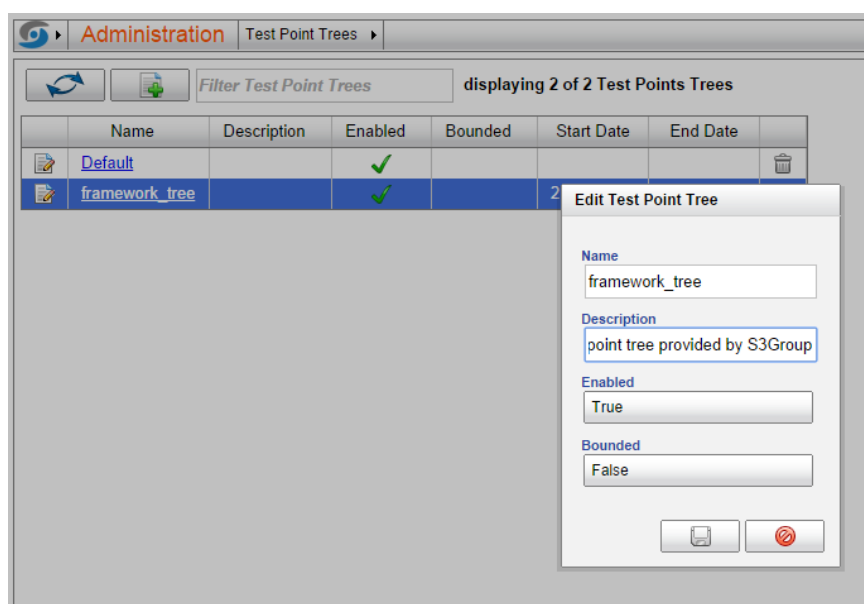 Administration Test Point Trees
Filter Test Point Trees displaying 2 of 2 Test Points Trees
Name Description Enabled Bounded Start Date End Date
Default
framework_tree 2
Edit Test Point Tree
Name
framework_tree
Description
point tree provided by S3Group
Enabled
True
Bounded
False